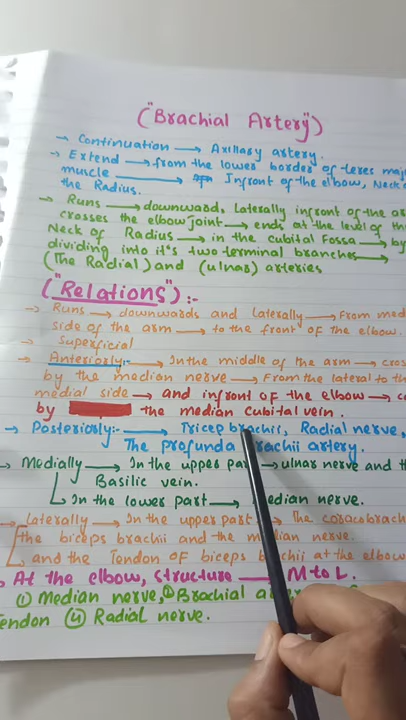 ("Brachial Artery")
→ Continuation → Axillary artery.
→ Extend → from the lower border of teres maj
muscle → Infront of the elbow, Neck
the Radius.
→ Runs → downward, Laterally infront of the ar
crosses the elbow joint → ends at the level of th
Neck of Radius → in the cubital Fossa → by
dividing into it's two terminal branches →
(The Radial) and (ulnar) arteries
("Relations") :-
→ Runs → downwards and laterally → From med
side of the arm → to the front of the elbow.
→ Superficial
→ Anteriorly:- → In the middle of the arm → cros
by the median nerve → From the lateral to th
medial side → and infront of the elbow → c
by the median cubital vein.
→ Posteriorly:- → Tricep brachii, Radial nerve,
The profunda brachii artery.
→ Medially → In the upper part → ulnar nerve and th
Basilic vein.
In the lower part → Median nerve.
→ Laterally → In the upper part → The coracobrach
the biceps brachii and the median nerve.
→ and the Tendon of biceps brachii at the elbow
At the elbow, structure → M to L.
① Median nerve, ② Brachial a
endon ④ Radial nerve.